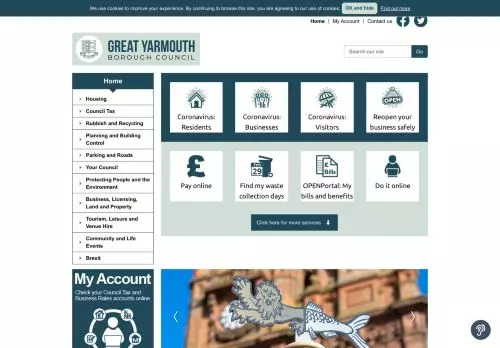 We use cookies to improve your experience. By continuing to browse this site, you are agreeing to our use of cookies. OK and hide Find out more
Home | My Account | Contact us
GREAT YARMOUTH
BOROUGH COUNCIL
Search our site Go
Home
Housing
Council Tax
Rubbish and Recycling
Planning and Building
Control
Parking and Roads
Your Council
Protecting People and the
Environment
Business, Licensing,
Land and Property
Tourism, Leisure and
Venue Hire
Community and Life
Events
Brexit
Coronavirus:
Residents
Coronavirus:
Businesses
Coronavirus:
Visitors
OPEN
Reopen your
business safely
£
Pay online
29
Find my waste
collection days
£
Bills
OPENPortal: My
bills and benefits
Do it online
Click here for more services
My Account
Check your Council Tax and
Business Rates accounts online